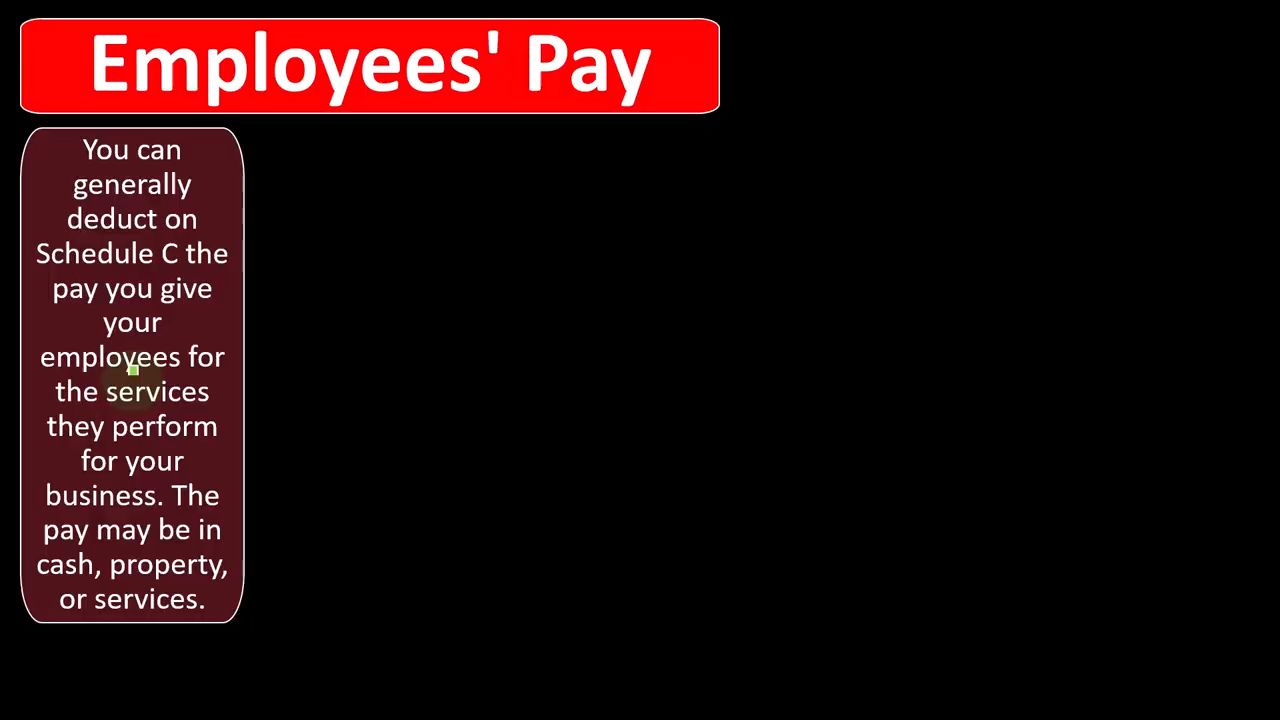 Employees' Pay
You can
generally
deduct on
Schedule C the
pay you give
your
employees for
the services
they perform
for your
business. The
pay may be in
cash, property,
or services.